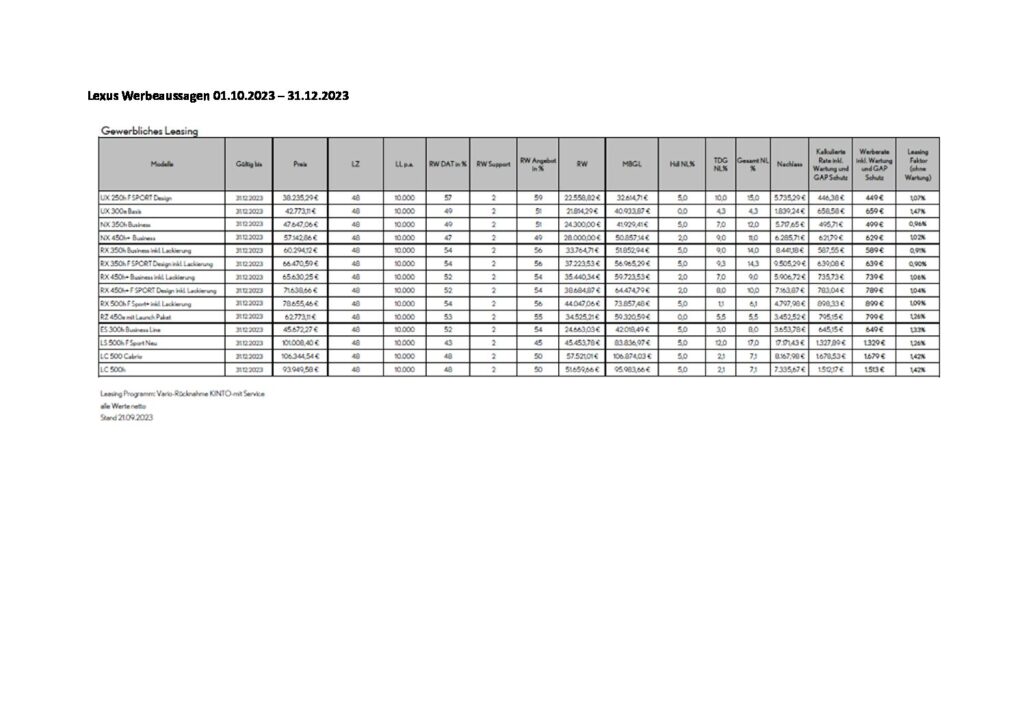 Lexus Werbeaussagen 01.10.2023 – 31.12.2023
Gewerbliches Leasing
Modelle Gültig bis Preis LZ LL p.a. RW DAT in % RW Support RW Angebot in % RW MBGL Hdl NL% TDG NL% Gesamt NL % Nachlass Kalkulierte Rate inkl. Wartung und GAP Schutz Werberate inkl. Wartung und GAP Schutz Leasing Faktor (ohne Wartung)
UX 250h F SPORT Design 31.12.2023 38.235,29 € 48 10.000 57 2 59 22.558,82 € 32.614,71 € 5,0 10,0 15,0 5.735,29 € 446,38 € 449 € 1,07%
UX 300e Basis 31.12.2023 42.773,11 € 48 10.000 49 2 51 21.814,29 € 40.933,87 € 0,0 4,3 4,3 1.839,24 € 658,58 € 659 € 1,47%
NX 350h Business 31.12.2023 47.647,06 € 48 10.000 49 2 51 24.300,00 € 41.929,41 € 5,0 7,0 12,0 5.717,65 € 495,71 € 499 € 0,96%
NX 450h+ Business 31.12.2023 57.142,86 € 48 10.000 47 2 49 28.000,00 € 50.857,14 € 2,0 9,0 11,0 6.285,71 € 621,79 € 629 € 1,02%
RX 350h Business inkl. Lackierung 31.12.2023 60.294,12 € 48 10.000 54 2 56 33.764,71 € 51.852,94 € 5,0 9,0 14,0 8.441,18 € 587,55 € 589 € 0,91%
RX 350h F SPORT Design inkl. Lackierung 31.12.2023 66.470,59 € 48 10.000 54 2 56 37.223,53 € 56.965,29 € 5,0 9,3 14,3 9.505,29 € 639,08 € 639 € 0,90%
RX 450h+ Business inkl. Lackierung 31.12.2023 65.630,25 € 48 10.000 52 2 54 35.440,34 € 59.723,53 € 2,0 7,0 9,0 5.906,72 € 735,73 € 739 € 1,06%
RX 450h+ F SPORT Design inkl. Lackierung 31.12.2023 71.638,66 € 48 10.000 52 2 54 38.684,87 € 64.474,79 € 2,0 8,0 10,0 7.163,87 € 783,04 € 789 € 1,04%
RX 500h F Sport+ inkl. Lackierung 31.12.2023 78.655,46 € 48 10.000 54 2 56 44.047,06 € 73.857,48 € 5,0 1,1 6,1 4.797,98 € 898,33 € 899 € 1,09%
RZ 450e mit Launch Paket 31.12.2023 62.773,11 € 48 10.000 53 2 55 34.525,21 € 59.320,59 € 0,0 5,5 5,5 3.452,52 € 795,15 € 799 € 1,26%
ES 300h Business Line 31.12.2023 45.672,27 € 48 10.000 52 2 54 24.663,03 € 42.018,49 € 5,0 3,0 8,0 3.653,78 € 645,15 € 649 € 1,33%
LS 500h F Sport Neu 31.12.2023 101.008,40 € 48 10.000 43 2 45 45.453,78 € 83.836,97 € 5,0 12,0 17,0 17.171,43 € 1.327,89 € 1.329 € 1,26%
LC 500 Cabrio 31.12.2023 106.344,54 € 48 10.000 48 2 50 57.521,01 € 106.874,03 € 5,0 2,1 7,1 8.167,98 € 1.678,53 € 1.679 € 1,42%
LC 500h 31.12.2023 93.949,58 € 48 10.000 48 2 50 51.659,66 € 95.983,66 € 5,0 2,1 7,1 7.335,67 € 1.512,17 € 1.513 € 1,42%
Leasing Programm: Vario-Rücknahme KINTO-mit Service
alle Werte netto
Stand 21.09.2023